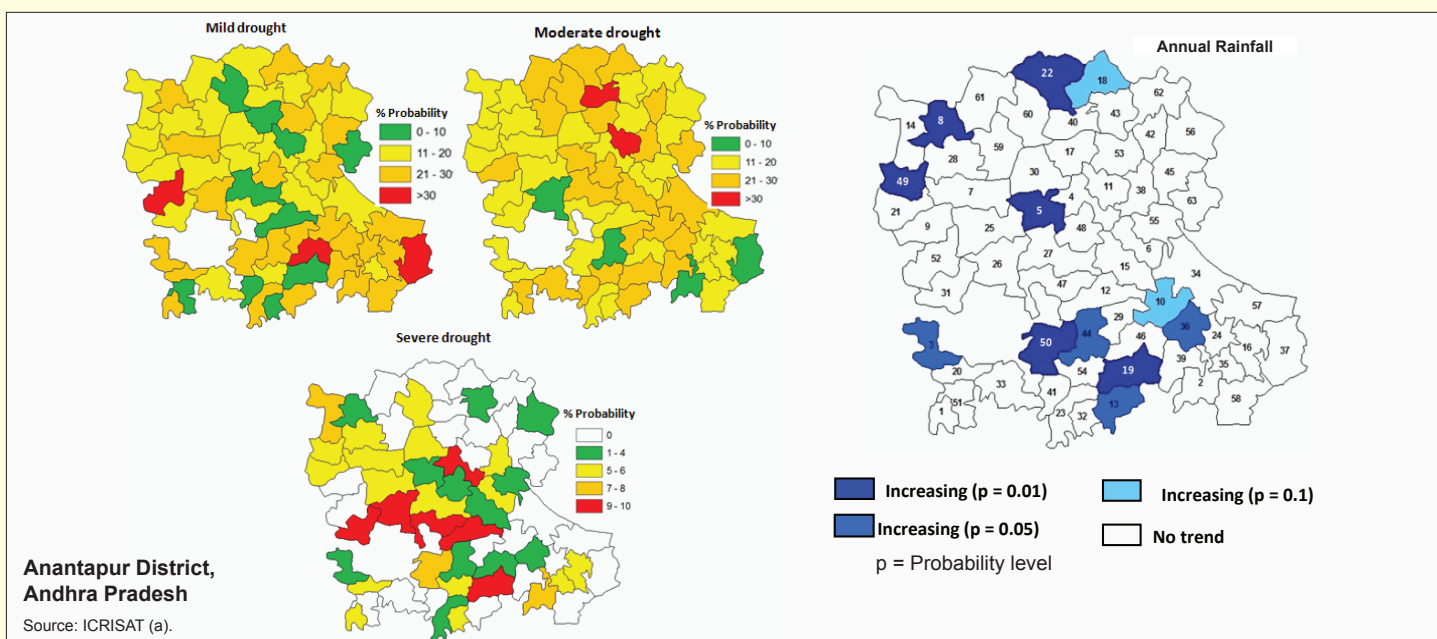 Mild drought
% Probability
0 - 10
11 - 20
21 - 30
>30
Moderate drought
% Probability
0 - 10
11 - 20
21 - 30
>30
Severe drought
% Probability
0
1 - 4
5 - 6
7 - 8
9 - 10
Annual Rainfall
22
18
62
61
8
14
60
40
43
42
56
59
17
53
28
30
45
49
7
11
38
4
63
21
5
9
25
48
55
6
52
27
26
15
34
31
47
12
10
57
29
3
50
44
46
36
24
16
37
20
54
19
39
35
33
2
41
13
58
1
51
23
32
Increasing (p = 0.01)
Increasing (p = 0.1)
Increasing (p = 0.05)
No trend
p = Probability level
Anantapur District,
Andhra Pradesh
Source: ICRISAT (a).